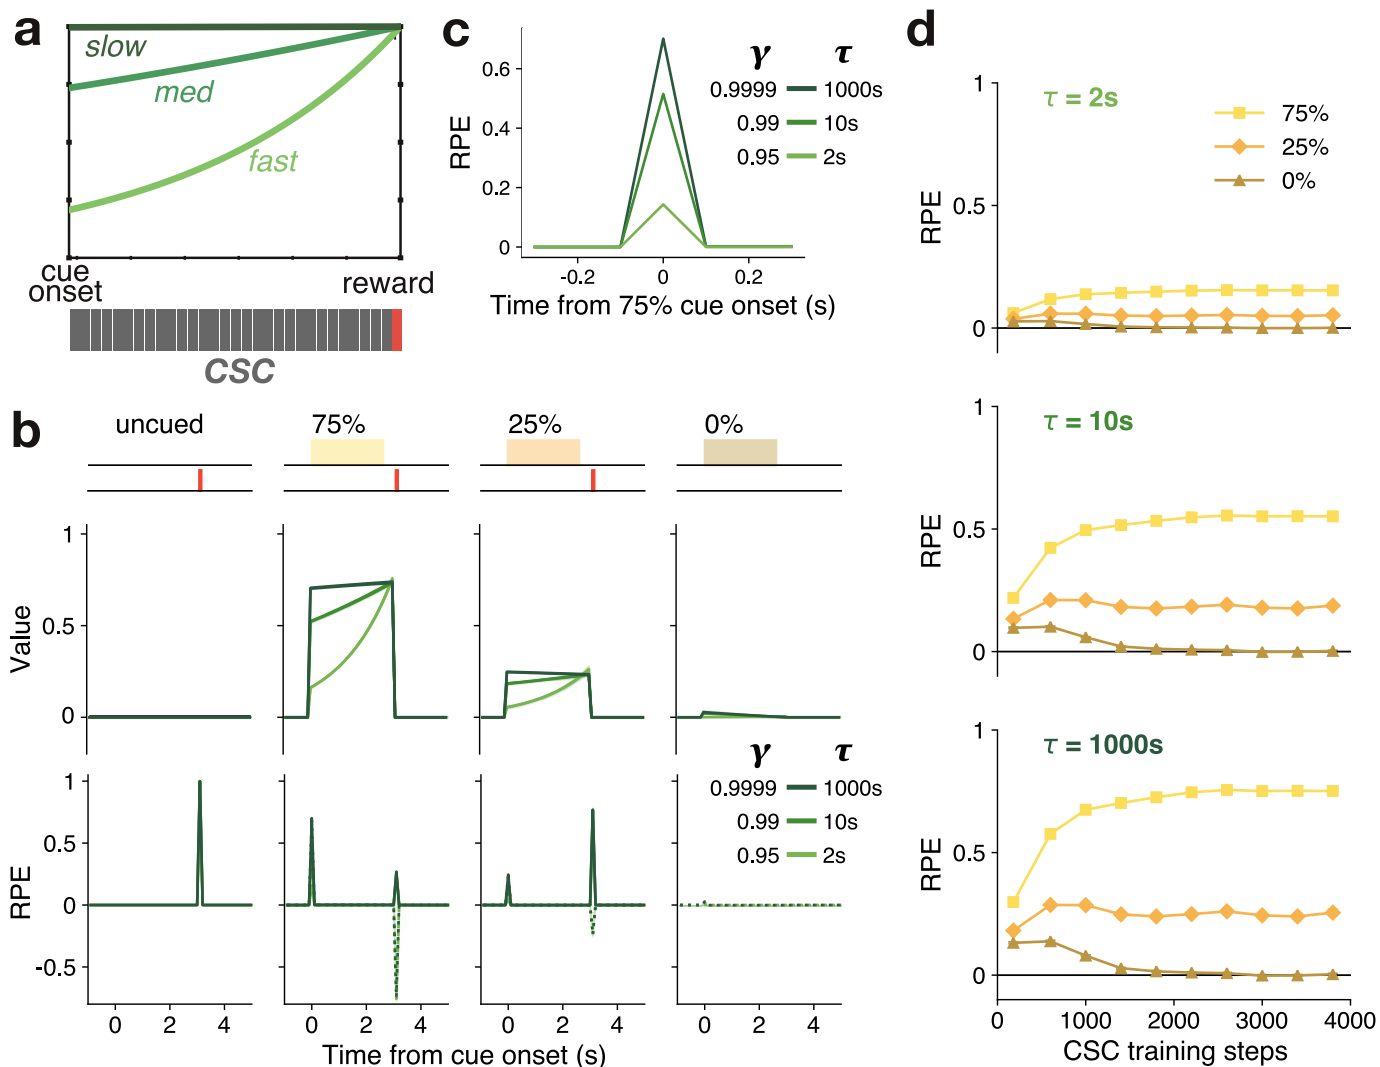 a
slow
med
fast
cue
onset
reward
CSC
c
RPE
0.6
0.4
0.2
0
-0.2
0
0.2
Time from 75% cue onset (s)
γ τ
0.9999 1000s
0.99 10s
0.95 2s
b
uncued
75%
25%
0%
Value
1
0.5
0
RPE
1
0.5
0
-0.5
0 2 4
0 2 4
0 2 4
0 2 4
Time from cue onset (s)
γ τ
0.9999 1000s
0.99 10s
0.95 2s
d
τ = 2s
75%
25%
0%
RPE
1
0.5
0
τ = 10s
RPE
1
0.5
0
τ = 1000s
RPE
1
0.5
0
0 1000 2000 3000 4000
CSC training steps